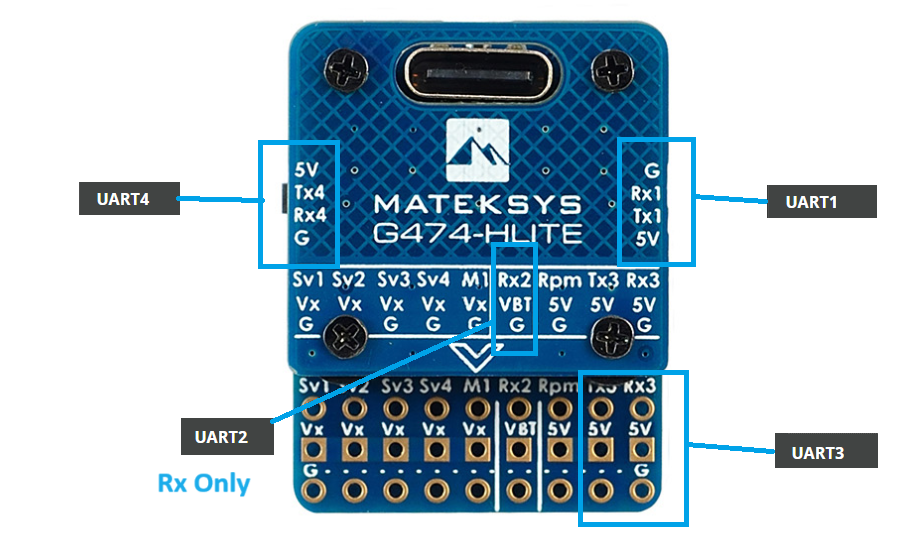 5V
Tx4
Rx4
G
UART4
G
Rx1
Tx1
5V
UART1
MATEKSYS
G474-HLITE
Sv1 Sv2 Sv3 Sv4 M1 Rx2 Rpm Tx3 Rx3
Vx Vx Vx Vx Vx VBT 5V 5V 5V
G G G G G G G
Sv1 Sv2 Sv3 Sv4 M1 Rx2 Rpm Tx3 Rx3
Vx Vx Vx Vx Vx VBT 5V 5V 5V
G G
UART2
Rx Only
UART3